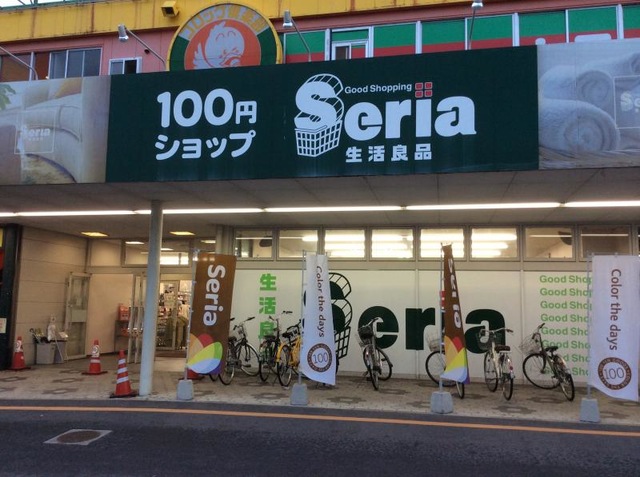 100円
ショップ
Good Shopping
Seria
生活良品
Seria
Seria
Color the days
100
生活良品
Seria
Good Shop
Good Shop
Good Shop
Good Shop
Good Shop
Color the days
100